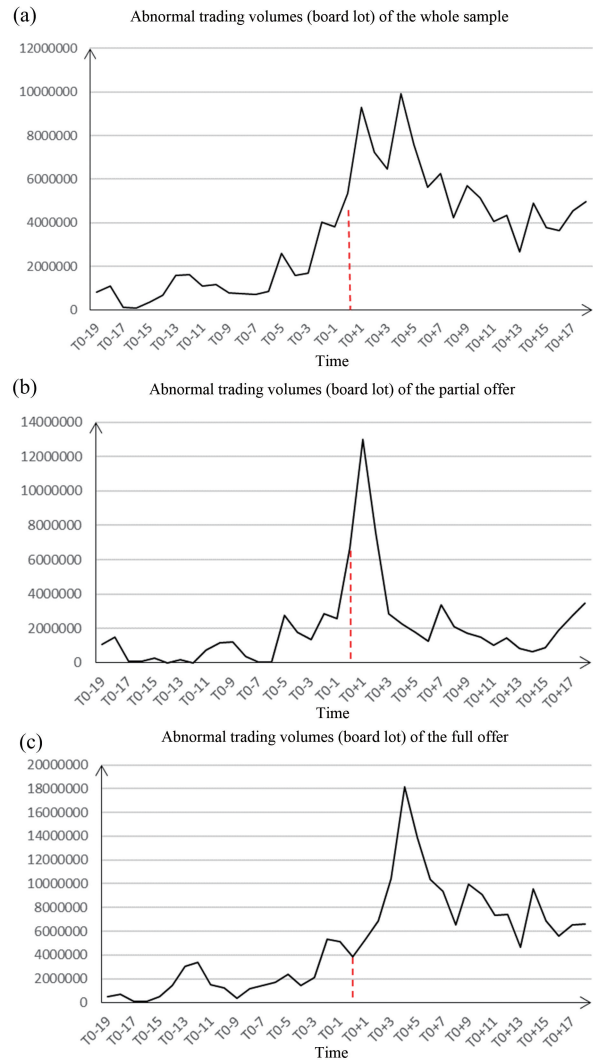 (a)
Abnormal trading volumes (board lot) of the whole sample
12000000
10000000
8000000
6000000
4000000
2000000
0
T0-19 T0-17 T0-15 T0-13 T0-11 T0-9 T0-7 T0-5 T0-3 T0-1 T0+1 T0+3 T0+5 T0+7 T0+9 T0+11 T0+13 T0+15 T0+17
Time
(b)
Abnormal trading volumes (board lot) of the partial offer
14000000
12000000
10000000
8000000
6000000
4000000
2000000
0
T0-19 T0-17 T0-15 T0-13 T0-11 T0-9 T0-7 T0-5 T0-3 T0-1 T0+1 T0+3 T0+5 T0+7 T0+9 T0+11 T0+13 T0+15 T0+17
Time
(c)
Abnormal trading volumes (board lot) of the full offer
20000000
18000000
16000000
14000000
12000000
10000000
8000000
6000000
4000000
2000000
0
T0-19 T0-17 T0-15 T0-13 T0-11 T0-9 T0-7 T0-5 T0-3 T0-1 T0+1 T0+3 T0+5 T0+7 T0+9 T0+11 T0+13 T0+15 T0+17
Time